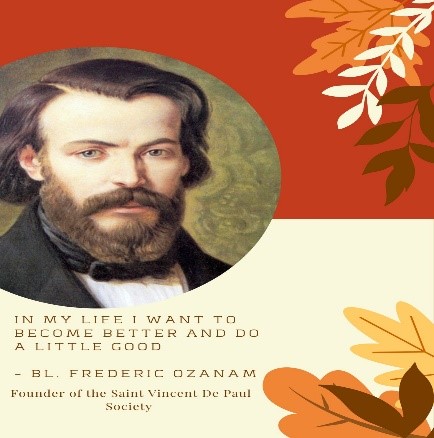 IN MY LIFE I WANT TO
BECOME BETTER AND DO
A LITTLE GOOD
- BL. FREDERIC OZANAM
Founder of the Saint Vincent De Paul
Society